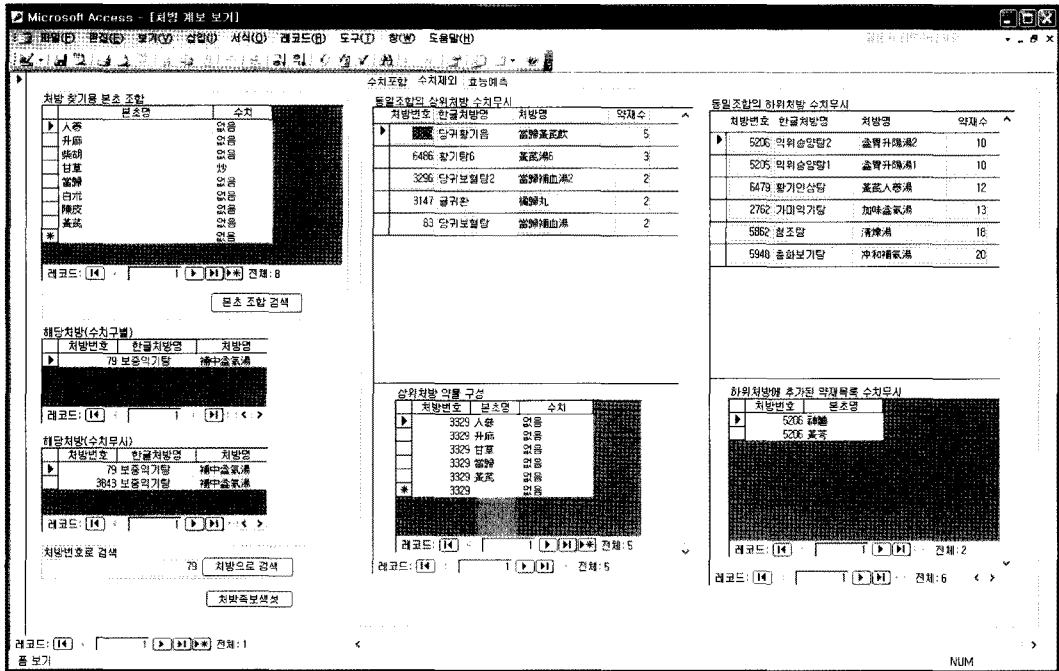 Microsoft Access - [처방 계보 보기]
파일(F) 편집(E) 보기(V) 삽입(I) 서식(O) 레코드(R) 도구(T) 창(W) 도움말(H)
수치포함 수치제외 효능예측
처방 찾기용 본초 조합
본초명 수치
人蔘 없음
升麻 없음
柴胡 없음
甘草 炒
當歸 없음
白朮 없음
陳皮 없음
黃芪 없음
없음
레코드: 1 전체: 8
본초 조합 검색
해당처방(수치구별)
처방번호 한글처방명 처방명
79 보중익기탕 補中益氣湯
레코드: 1
해당처방(수치무시)
처방번호 한글처방명 처방명
79 보중익기탕 補中益氣湯
3843 보중익기탕 補中益氣湯
레코드: 1
처방번호로 검색
79 처방으로 검색
처방족보색셋
레코드: 1 전체: 1
폼 보기
동일조합의 상위처방 수치무시
처방번호 한글처방명 처방명 약재수
당귀황기음 當歸黃芪飮 5
6486 황기탕6 黃芪湯6 3
3296 당귀보혈탕2 當歸補血湯2 2
3147 귤귀환 橘歸丸 2
83 당귀보혈탕 當歸補血湯 2
상위처방 약물 구성
처방번호 본초명 수치
3329 人蔘 없음
3329 升麻 없음
3329 甘草 없음
3329 當歸 없음
3329 黃芪 없음
3329 없음
레코드: 1 전체: 5
레코드: 1 전체: 5
동일조합의 하위처방 수치무시
처방번호 한글처방명 처방명 약재수
5206 익위승양탕2 益胃升陽湯2 10
5205 익위승양탕1 益胃升陽湯1 10
6479 황기인삼탕 黃芪人蔘湯 12
2762 가미익기탕 加味益氣湯 13
5862 청조탕 淸燥湯 18
5948 충화보기탕 冲和補氣湯 20
하위처방에 추가된 약재목록 수치무시
처방번호 본초명
5206 神麯
5206 黃芩
레코드: 1 전체: 2
레코드: 1 전체: 6
NUM